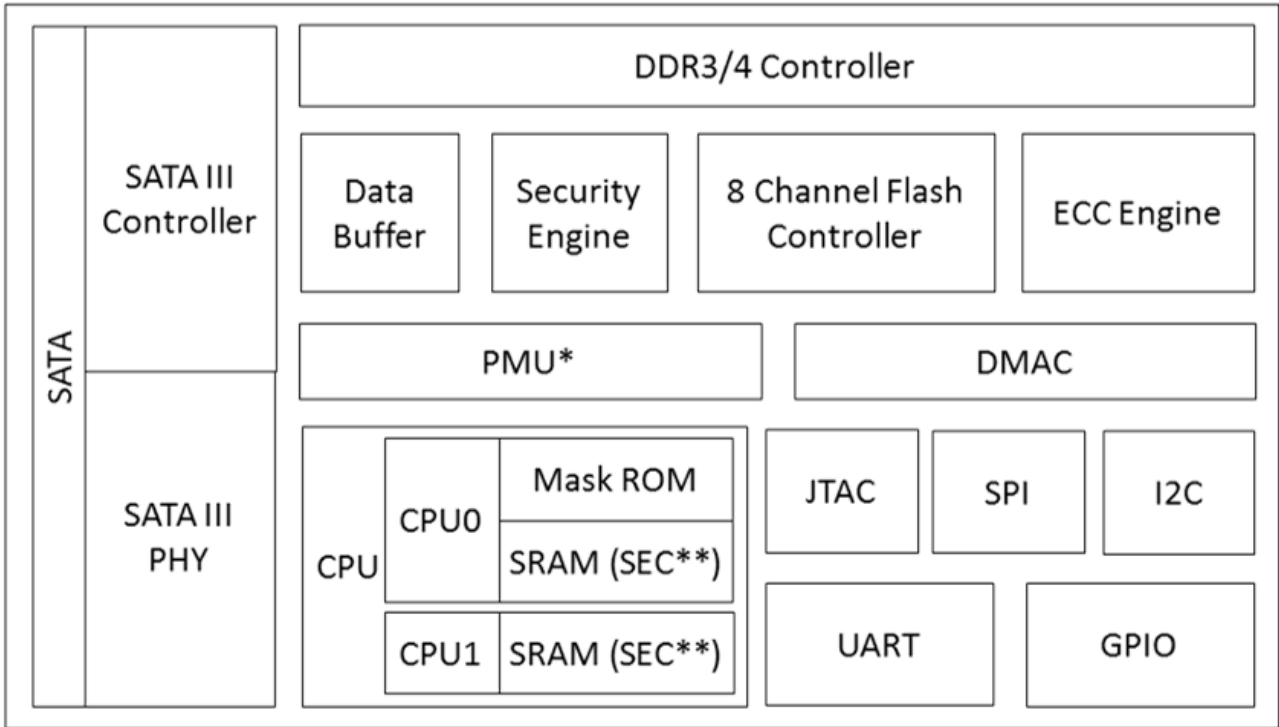 SATA
SATA III
Controller
SATA III
PHY
DDR3/4 Controller
Data
Buffer
Security
Engine
8 Channel Flash
Controller
ECC Engine
PMU*
DMAC
CPU
CPU0
Mask ROM
SRAM (SEC**)
CPU1
SRAM (SEC**)
JTAC
SPI
I2C
UART
GPIO